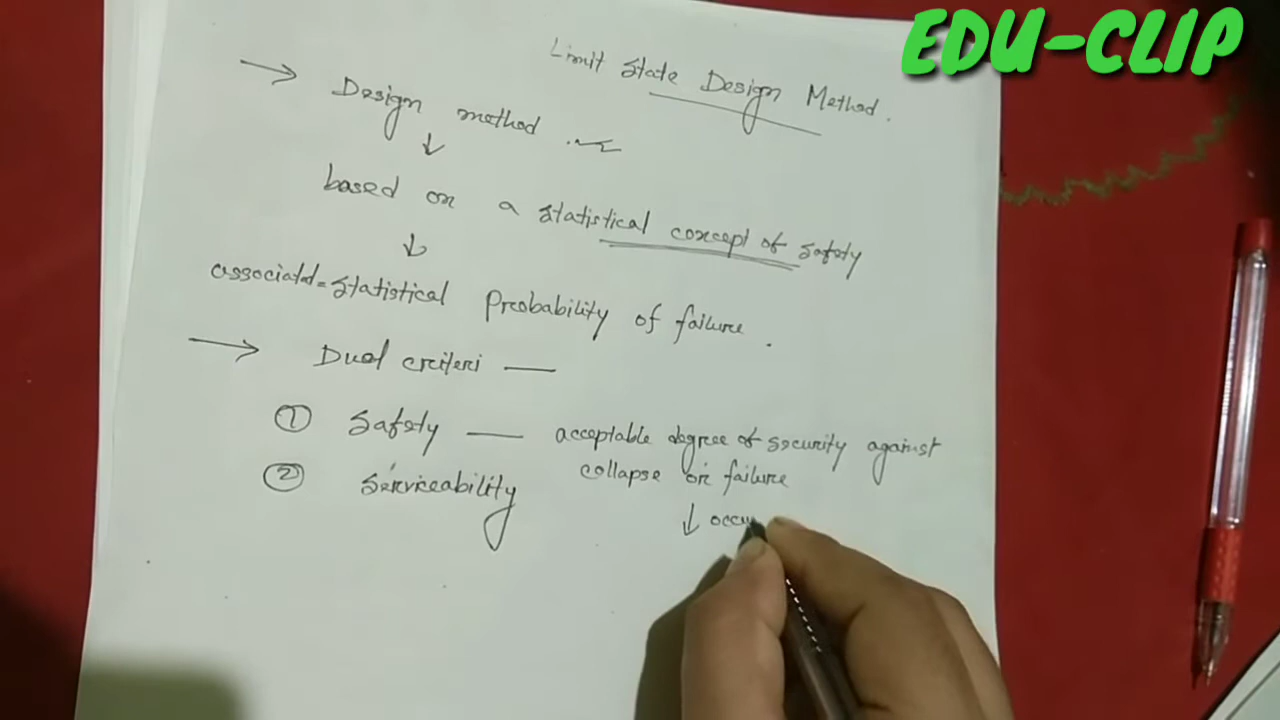 EDU-CLIP
Limit State Design Method.
→ Design method
↓
based on a statistical concept of safety
↓
associated = statistical Probability of failure.
→ Dual criteri —
① Safety — acceptable degree of security against
collapse or failure
② Serviceability
↓ occu